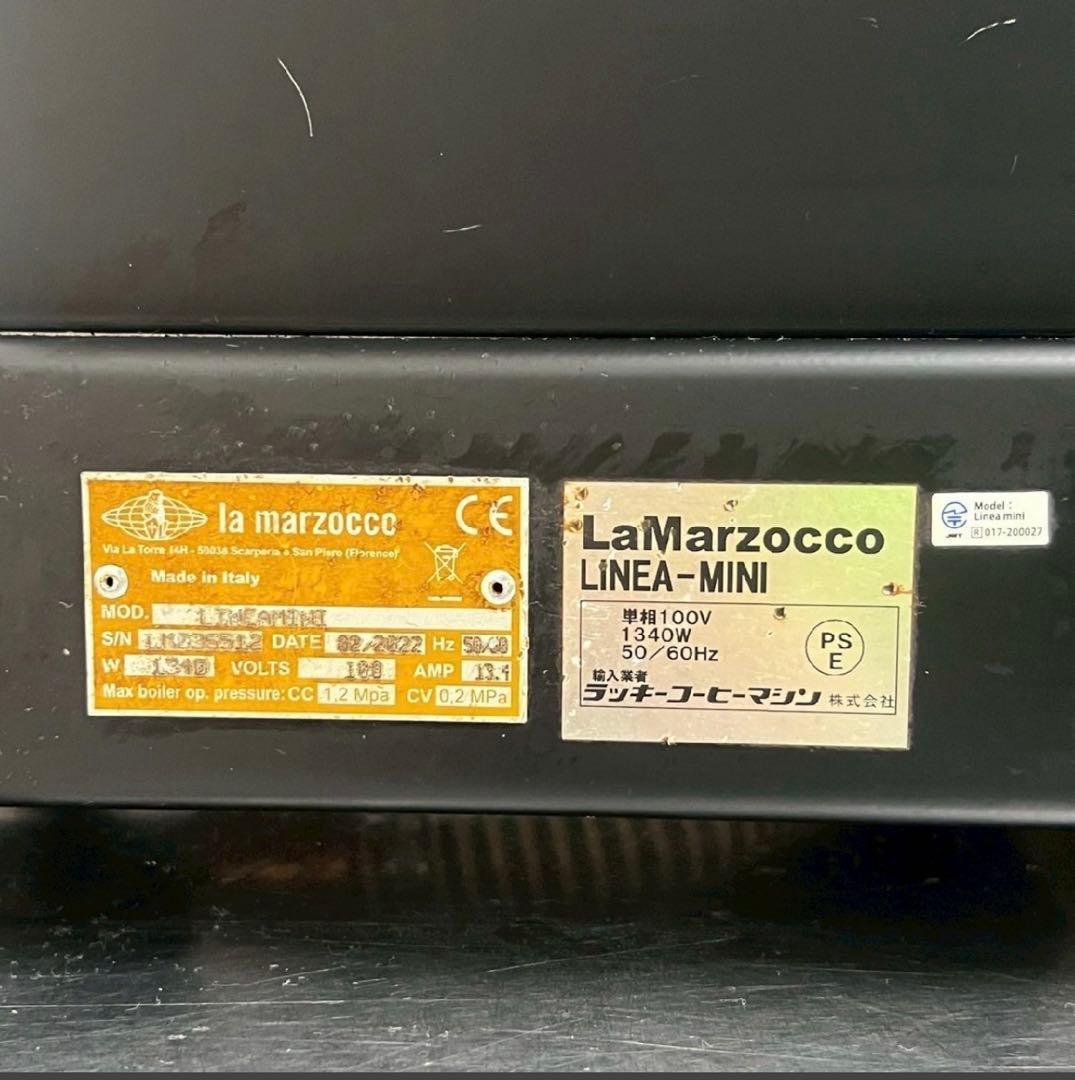 la marzocco
CE
Via La Torre 14H - 50038 Scarperia e San Piero (Florence)
Made in Italy
MOD. LINEAMINI
S/N DATE 02/2022 Hz 50/60
W 1340 VOLTS 100 AMP 13.4
Max boiler op. pressure: CC 1,2 Mpa CV 0,2 MPa
LaMarzocco
LINEA-MINI
単相100V
1340W
50/60Hz
PS
E
輸入業者
ラッキーコーヒーマシン 株式会社
Model :
Linea mini
JET R 017-200027